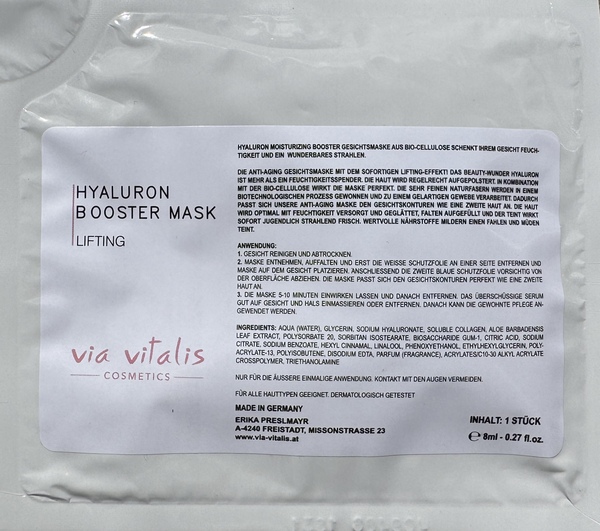 HYALURON
BOOSTER MASK
LIFTING
via vitalis
COSMETICS
HYALURON MOISTURIZING BOOSTER GESICHTSMASKE AUS BIO-CELLULOSE SCHENKT IHREM GESICHT FEUCH-
TIGKEIT UND EIN WUNDERBARES STRAHLEN.
DIE ANTI-AGING GESICHTSMASKE MIT DEM SOFORTIGEN LIFTING-EFFEKT! DAS BEAUTY-WUNDER HYALURON
IST MEHR ALS EIN FEUCHTIGKEITSSPENDER. DIE HAUT WIRD REGELRECHT AUFGEPOLSTERT. IN KOMBINATION
MIT DER BIO-CELLULOSE WIRKT DIE MASKE PERFEKT. DIE SEHR FEINEN NATURFASERN WERDEN IN EINEM
BIOTECHNOLOGISCHEN PROZESS GEWONNEN UND ZU EINEM GELARTIGEN GEWEBE VERARBEITET. DADURCH
PASST SICH UNSERE ANTI-AGING MASKE DEN GESICHTSKONTUREN WIE EINE ZWEITE HAUT AN. DIE HAUT
WIRD OPTIMAL MIT FEUCHTIGKEIT VERSORGT UND GEGLÄTTET, FALTEN AUFGEFÜLLT UND DER TEINT WIRKT
SOFORT JUGENDLICH STRAHLEND FRISCH. WERTVOLLE NÄHRSTOFFE MILDERN EINEN FAHLEN UND MÜDEN
TEINT.
ANWENDUNG:
1. GESICHT REINIGEN UND ABTROCKNEN.
2. MASKE ENTNEHMEN, AUFFALTEN UND ERST DIE WEISSE SCHUTZFOLIE AN EINER SEITE ENTFERNEN UND
MASKE AUF DEM GESICHT PLATZIEREN. ANSCHLIESSEND DIE ZWEITE BLAUE SCHUTZFOLIE VORSICHTIG VON
DER OBERFLÄCHE ABZIEHEN. DIE MASKE PASST SICH DEN GESICHTSKONTUREN PERFEKT WIE EINE ZWEITE
HAUT AN.
3. DIE MASKE 5-10 MINUTEN EINWIRKEN LASSEN UND DANACH ENTFERNEN. DAS ÜBERSCHÜSSIGE SERUM
GUT AUF GESICHT UND HALS EINMASSIEREN ODER ENTFERNEN. DANACH KANN DIE GEWOHNTE PFLEGE AN-
GEWENDET WERDEN.
INGREDIENTS: AQUA (WATER), GLYCERIN, SODIUM HYALURONATE, SOLUBLE COLLAGEN, ALOE BARBADENSIS
LEAF EXTRACT, POLYSORBATE 20, SORBITAN ISOSTEARATE, BIOSACCHARIDE GUM-1, CITRIC ACID, SODIUM
CITRATE, SODIUM BENZOATE, HEXYL CINNAMAL, LINALOOL, PHENOXYETHANOL, ETHYLHEXYLGLYCERIN, POLY-
ACRYLATE-13, POLYISOBUTENE, DISODIUM EDTA, PARFUM (FRAGRANCE), ACRYLATES/C10-30 ALKYL ACRYLATE
CROSSPOLYMER, TRIETHANOLAMINE
NUR FÜR DIE ÄUSSERE EINMALIGE ANWENDUNG. KONTAKT MIT DEN AUGEN VERMEIDEN.
FÜR ALLE HAUTTYPEN GEEIGNET. DERMATOLOGISCH GETESTET
MADE IN GERMANY
ERIKA PRESLMAYR
A-4240 FREISTADT, MISSONSTRASSE 23
www.via-vitalis.at
INHALT: 1 STÜCK
℮ 8ml - 0.27 fl.oz.